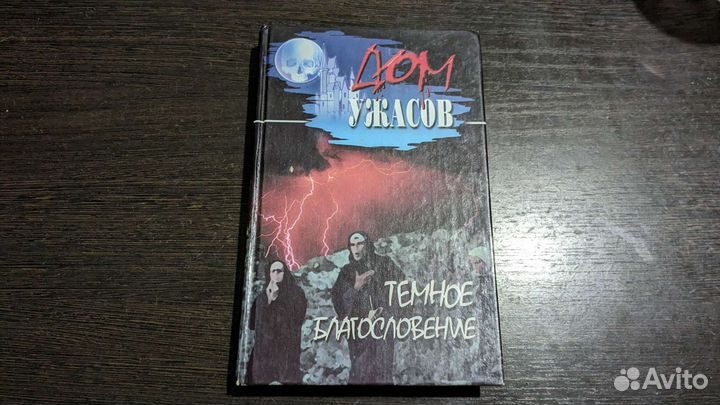 ДОМ
УЖАСОВ
ТЕМНОЕ
БЛАГОСЛОВЕНИЕ
Avito